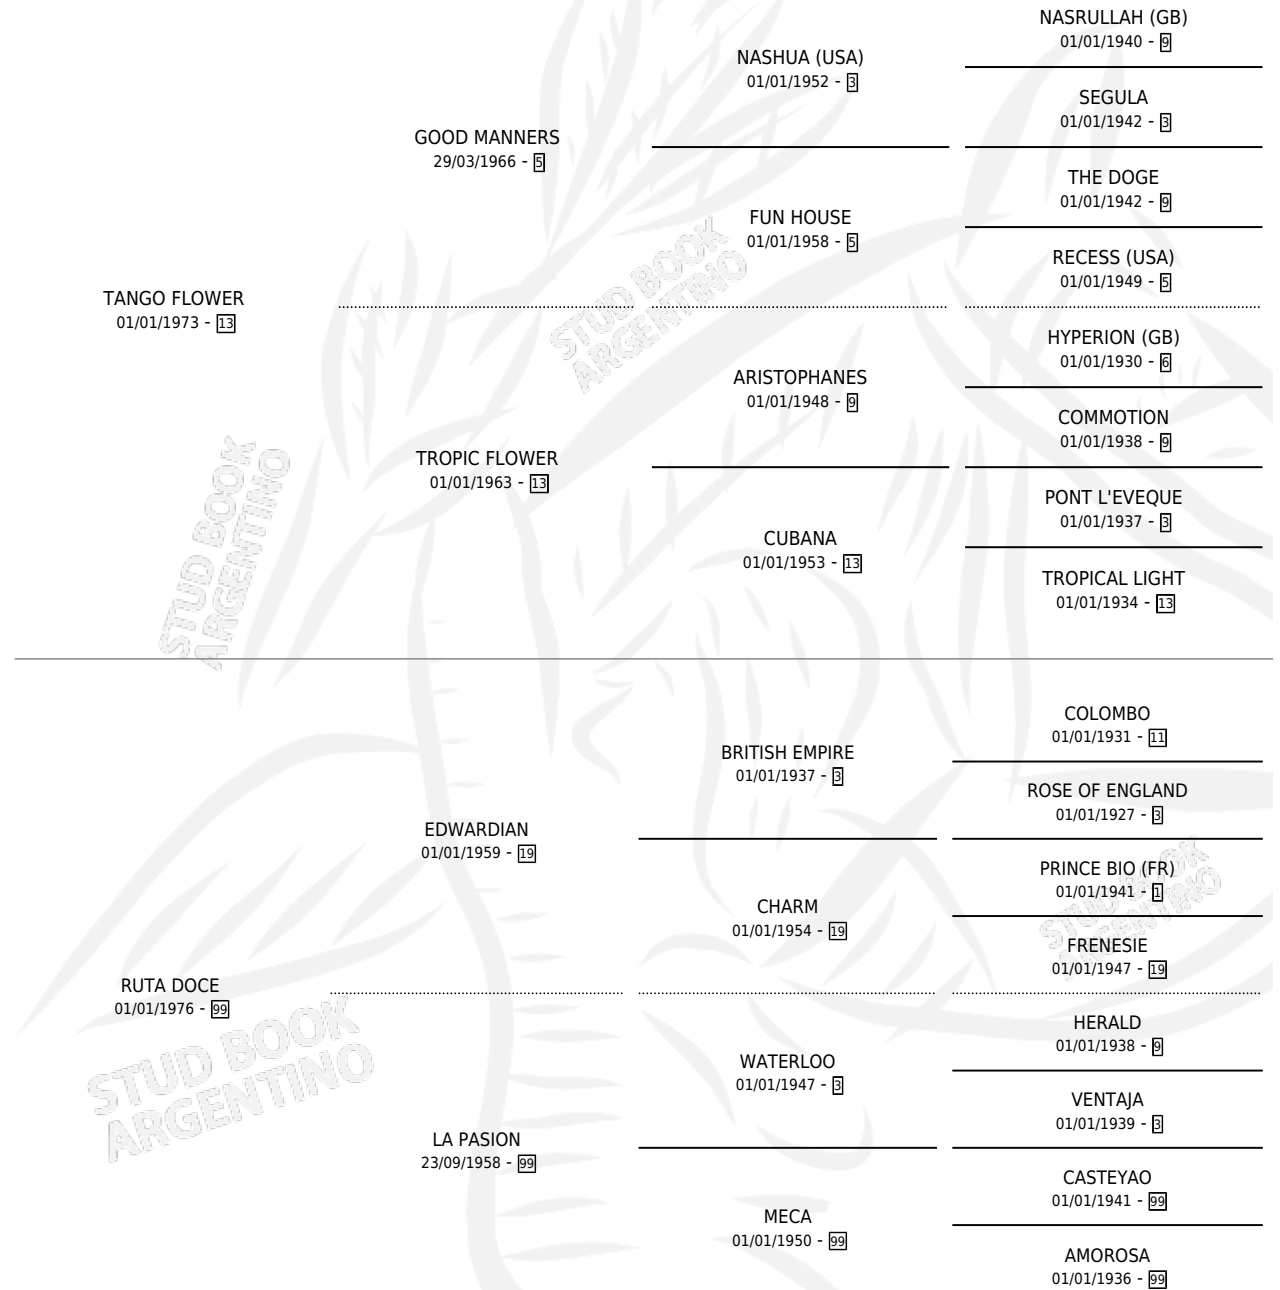 NASRULLAH (GB)
01/01/1940 - 9
NASHUA (USA)
01/01/1952 - 3
SEGULA
01/01/1942 - 3
GOOD MANNERS
29/03/1966 - 5
THE DOGE
01/01/1942 - 9
FUN HOUSE
01/01/1958 - 5
RECESS (USA)
01/01/1949 - 5
TANGO FLOWER
01/01/1973 - 13
HYPERION (GB)
01/01/1930 - 6
ARISTOPHANES
01/01/1948 - 9
COMMOTION
01/01/1938 - 9
TROPIC FLOWER
01/01/1963 - 13
PONT L'EVEQUE
01/01/1937 - 3
CUBANA
01/01/1953 - 13
TROPICAL LIGHT
01/01/1934 - 13
STUD BOOK
ARGENTINO
STUD BOOK
ARGENTINO
COLOMBO
01/01/1931 - 11
BRITISH EMPIRE
01/01/1937 - 3
ROSE OF ENGLAND
01/01/1927 - 3
EDWARDIAN
01/01/1959 - 19
PRINCE BIO (FR)
01/01/1941 - 1
CHARM
01/01/1954 - 19
FRENESIE
01/01/1947 - 19
RUTA DOCE
01/01/1976 - 99
HERALD
01/01/1938 - 9
WATERLOO
01/01/1947 - 3
VENTAJA
01/01/1939 - 3
LA PASION
23/09/1958 - 99
CASTEYAO
01/01/1941 - 99
MECA
01/01/1950 - 99
AMOROSA
01/01/1936 - 99
STUD BOOK
ARGENTINO
STUD BOOK
ARGENTINO